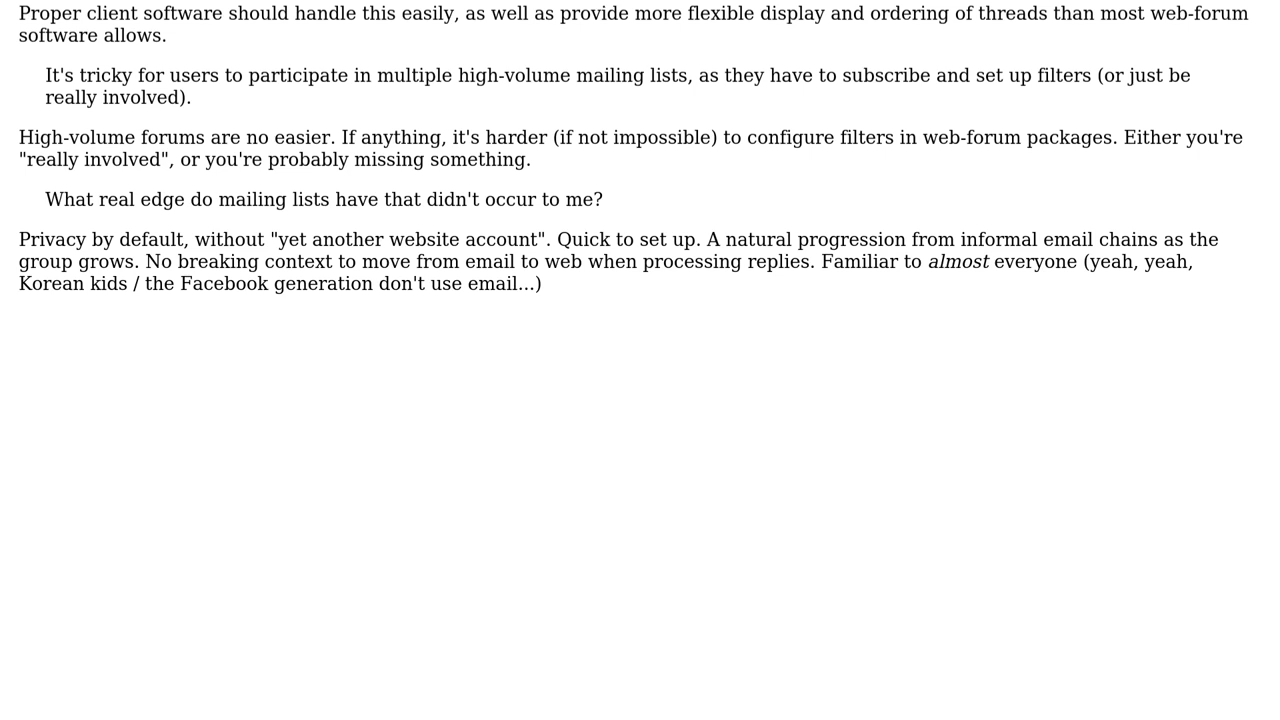 Proper client software should handle this easily, as well as provide more flexible display and ordering of threads than most web-forum
software allows.
It's tricky for users to participate in multiple high-volume mailing lists, as they have to subscribe and set up filters (or just be
really involved).
High-volume forums are no easier. If anything, it's harder (if not impossible) to configure filters in web-forum packages. Either you're
"really involved", or you're probably missing something.
What real edge do mailing lists have that didn't occur to me?
Privacy by default, without "yet another website account". Quick to set up. A natural progression from informal email chains as the
group grows. No breaking context to move from email to web when processing replies. Familiar to almost everyone (yeah, yeah,
Korean kids / the Facebook generation don't use email...)